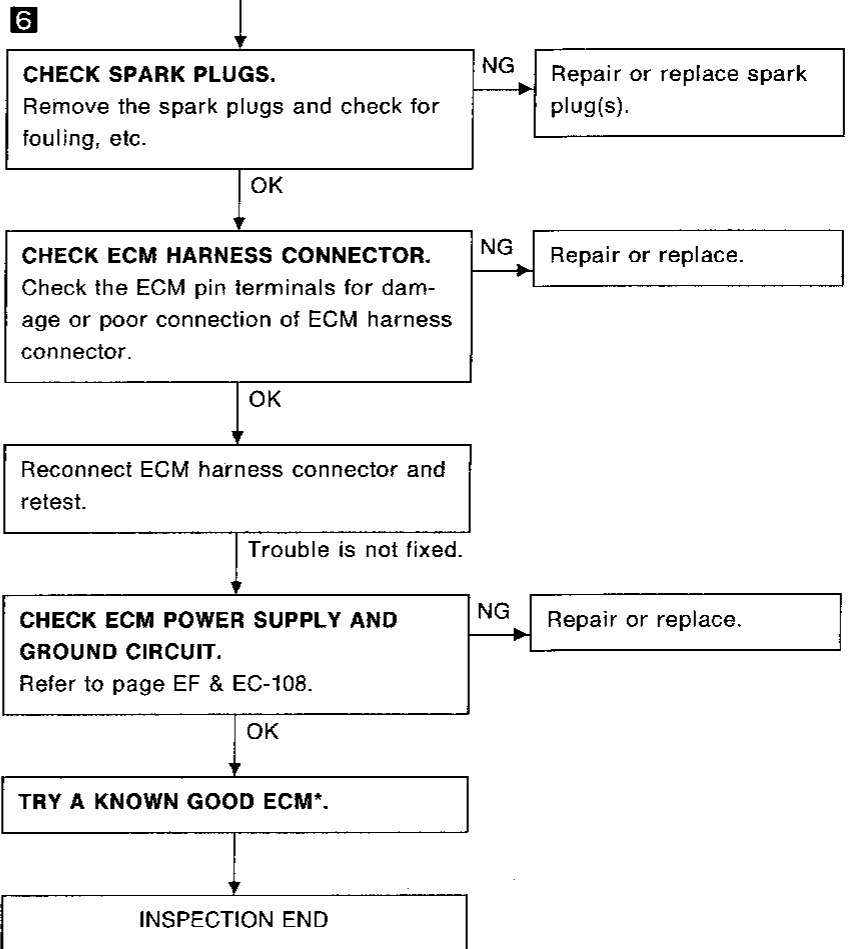 6
CHECK SPARK PLUGS.
Remove the spark plugs and check for
fouling, etc.
NG
Repair or replace spark
plug(s).
OK
CHECK ECM HARNESS CONNECTOR.
Check the ECM pin terminals for dam-
age or poor connection of ECM harness
connector.
NG
Repair or replace.
OK
Reconnect ECM harness connector and
retest.
Trouble is not fixed.
CHECK ECM POWER SUPPLY AND
GROUND CIRCUIT.
Refer to page EF & EC-108.
NG
Repair or replace.
OK
TRY A KNOWN GOOD ECM*.
INSPECTION END